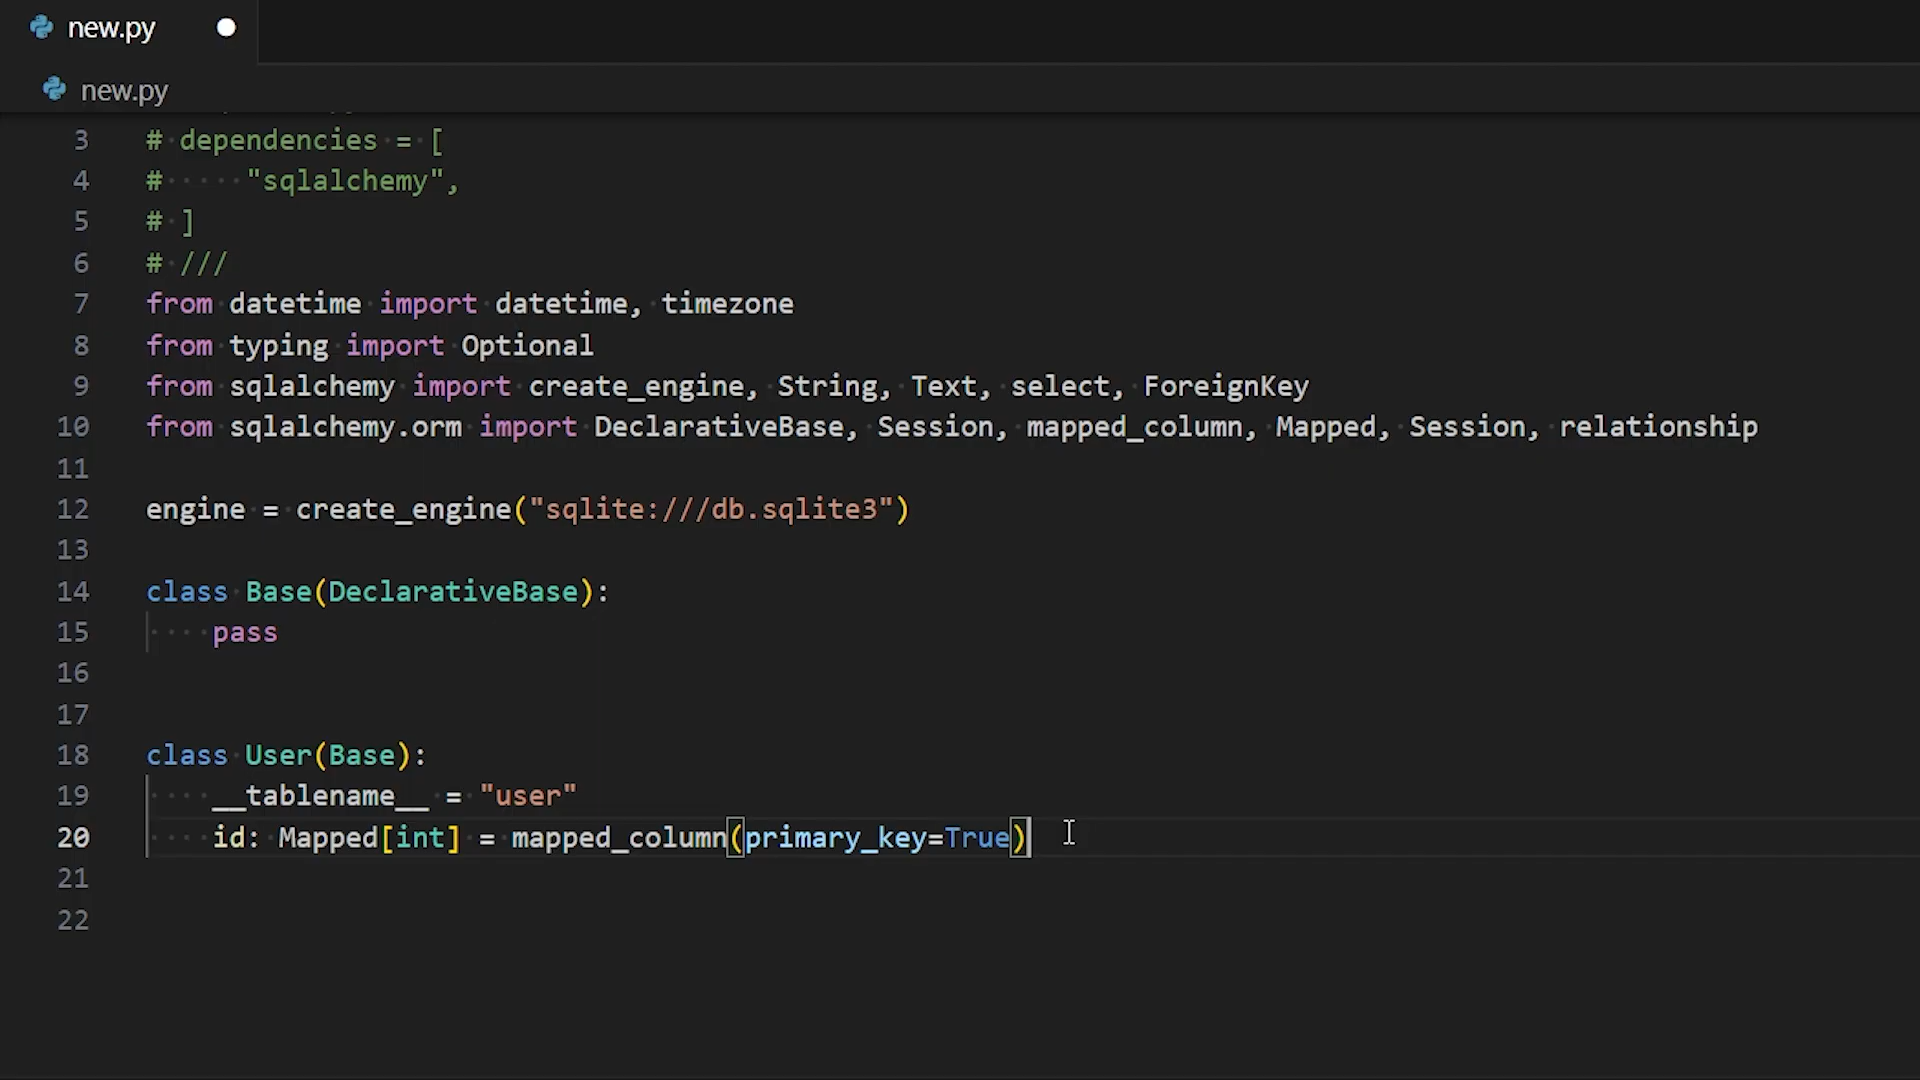 new.py
new.py
3 # dependencies = [
4 #     "sqlalchemy",
5 # ]
6 # ///
7 from datetime import datetime, timezone
8 from typing import Optional
9 from sqlalchemy import create_engine, String, Text, select, ForeignKey
10 from sqlalchemy.orm import DeclarativeBase, Session, mapped_column, Mapped, Session, relationship
11
12 engine = create_engine("sqlite:///db.sqlite3")
13
14 class Base(DeclarativeBase):
15     pass
16
17
18 class User(Base):
19     __tablename__ = "user"
20     id: Mapped[int] = mapped_column(primary_key=True)
21
22